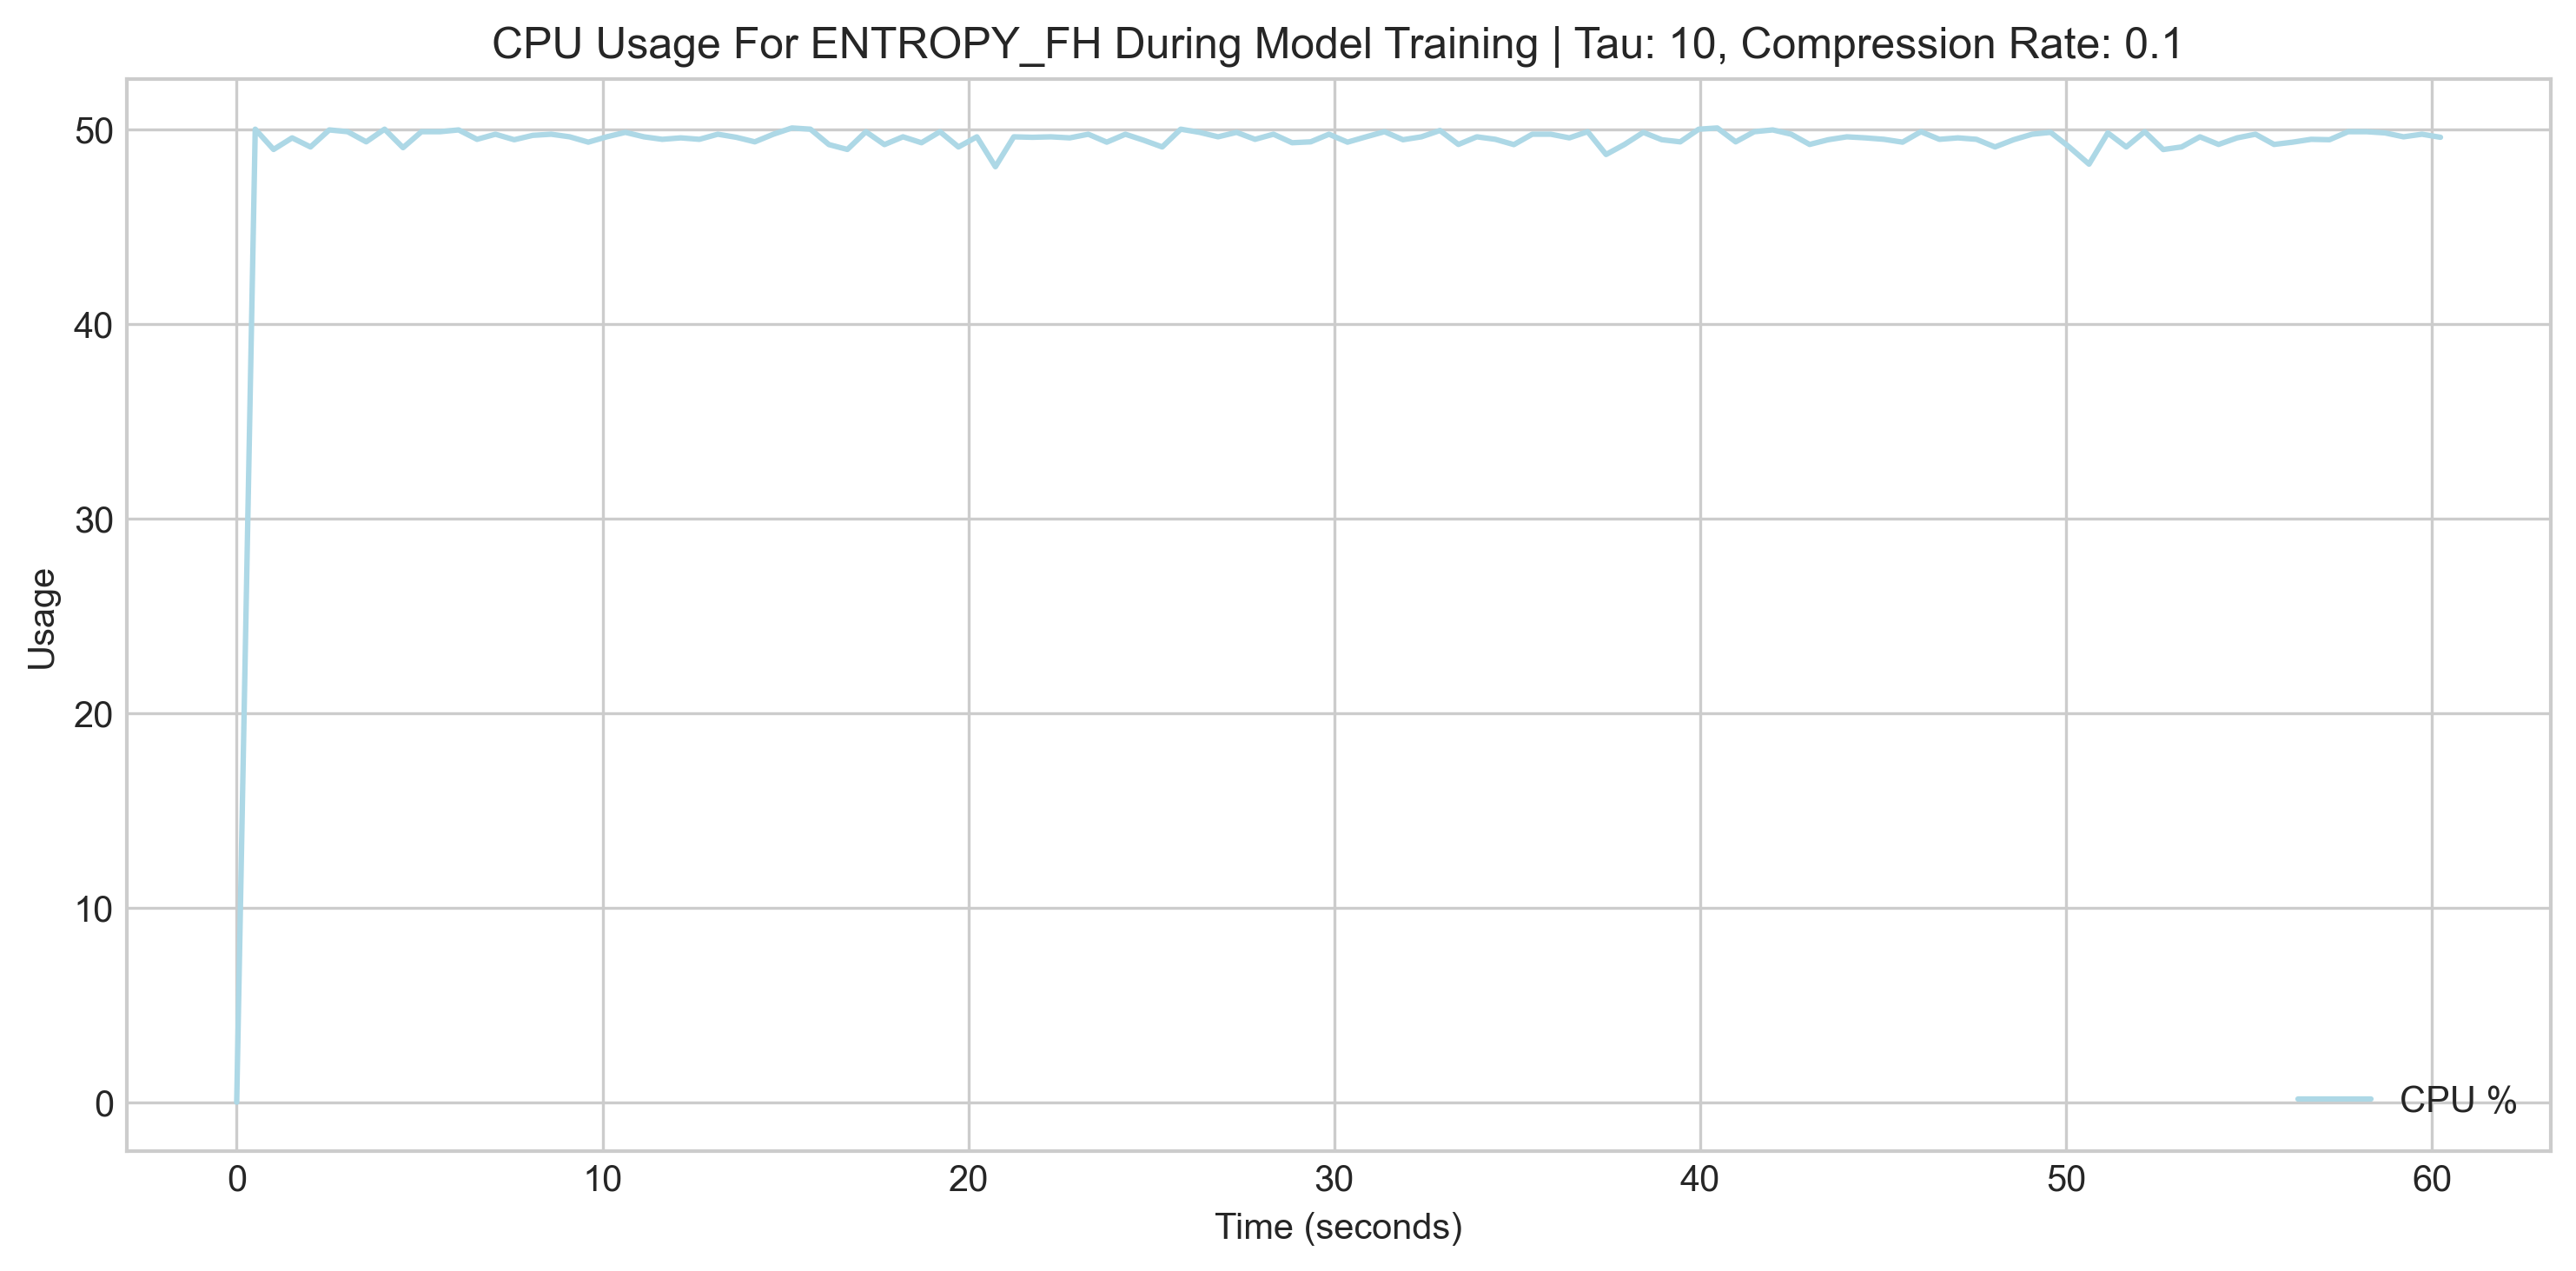 CPU Usage For ENTROPY_FH During Model Training | Tau: 10, Compression Rate: 0.1
50
40
30
20
10
0
Usage
CPU %
0 10 20 30 40 50 60
Time (seconds)